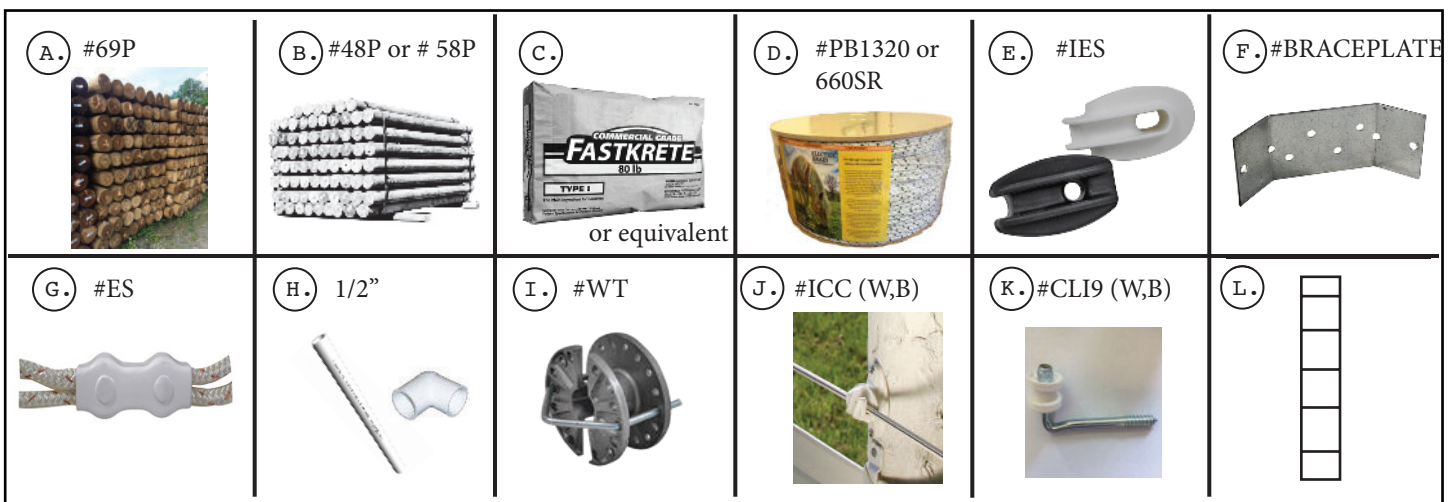 A. #69P
B. #48P or # 58P
C.
COMMERCIAL GRADE
FASTKRETE
80 lb
TYPE I
or equivalent
D. #PB1320 or
660SR
E. #IES
F. #BRACEPLATE
G. #ES
H. 1/2”
I. #WT
J. #ICC (W,B)
K. #CLI9 (W,B)
L.